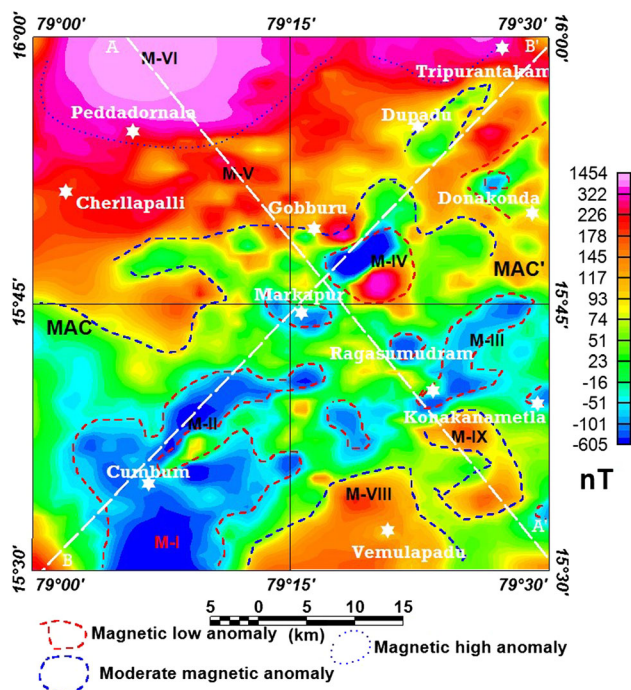 79°00' 79°15' 79°30'
16°00' 16°00'
A B'
M-VI
Tripurantakam
Peddadornala
Dupadu
M-V
Donakonda
Cherllapalli
Gobburu
M-IV
MAC'
Markapur
15°45' 15°45'
MAC
M-III
Ragasumudram
Konakanametla
M-II
M-IX
Cumbum
M-VIII
M-I
Vemulapadu
A'
B
15°30' 15°30'
79°00' 79°15' 79°30'
1454
322
226
178
145
117
93
74
51
23
-16
-51
-101
-605
nT
5 0 5 10 15
(km)
Magnetic low anomaly
Magnetic high anomaly
Moderate magnetic anomaly